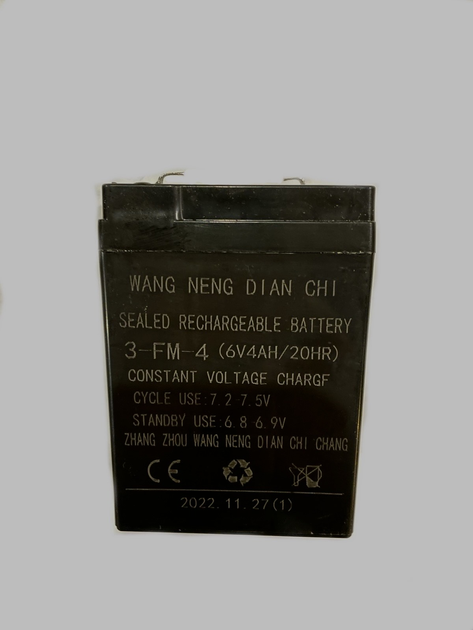 WANG NENG DIAN CHI
SEALED RECHARGEABLE BATTERY
3-FM-4 (6V4AH/20HR)
CONSTANT VOLTAGE CHARGF
CYCLE USE:7.2-7.5V
STANDBY USE:6.8-6.9V
ZHANG ZHOU WANG NENG DIAN CHI CHANG
CE
2022.11.27(1)